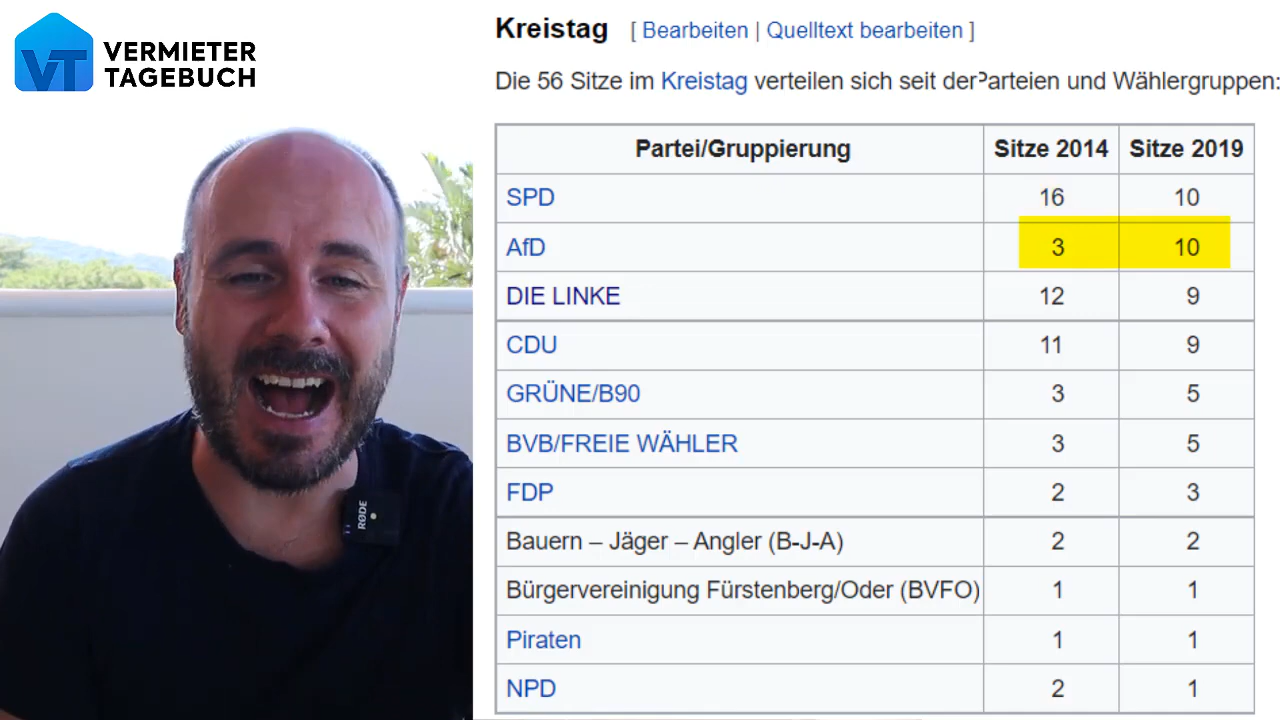 VT VERMIETER
TAGEBUCH
RØDE
Kreistag [ Bearbeiten | Quelltext bearbeiten ]
Die 56 Sitze im Kreistag verteilen sich seit der Parteien und Wählergruppen:
Partei/Gruppierung Sitze 2014 Sitze 2019
SPD 16 10
AfD 3 10
DIE LINKE 12 9
CDU 11 9
GRÜNE/B90 3 5
BVB/FREIE WÄHLER 3 5
FDP 2 3
Bauern – Jäger – Angler (B-J-A) 2 2
Bürgervereinigung Fürstenberg/Oder (BVFO) 1 1
Piraten 1 1
NPD 2 1